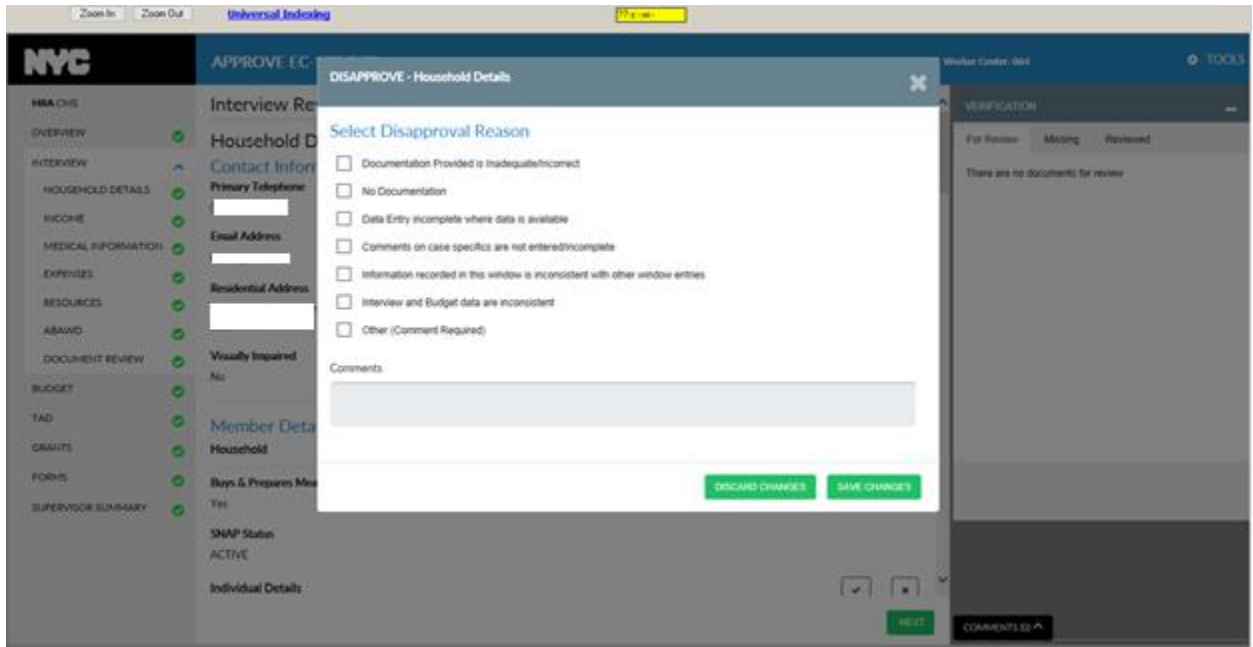 Zoom In Zoom Out Universal Indexing
NYC
APPROVE EC-
Worker Center: 064
TOOLS
HRA CMS
OVERVIEW
INTERVIEW
HOUSEHOLD DETAILS
INCOME
MEDICAL INFORMATION
EXPENSES
RESOURCES
ABAWD
DOCUMENT REVIEW
BUDGET
TAD
GRANTS
FORMS
SUPERVISOR SUMMARY
Interview Re
Household D
Contact Inform
Primary Telephone
Email Address
Residential Address
Visually Impaired
No
Member Deta
Household
Buys & Prepares Mea
Yes
SNAP Status
ACTIVE
Individual Details
NEXT
DISAPPROVE - Household Details
Select Disapproval Reason
Documentation Provided is Inadequate/Incorrect
No Documentation
Data Entry incomplete where data is available
Comments on case specifics are not entered/incomplete
Information recorded in this window is inconsistent with other window entries
Interview and Budget data are inconsistent
Other (Comment Required)
Comments
DISCARD CHANGES SAVE CHANGES
VERIFICATION
For Review Missing Reviewed
There are no documents for review
COMMENTS